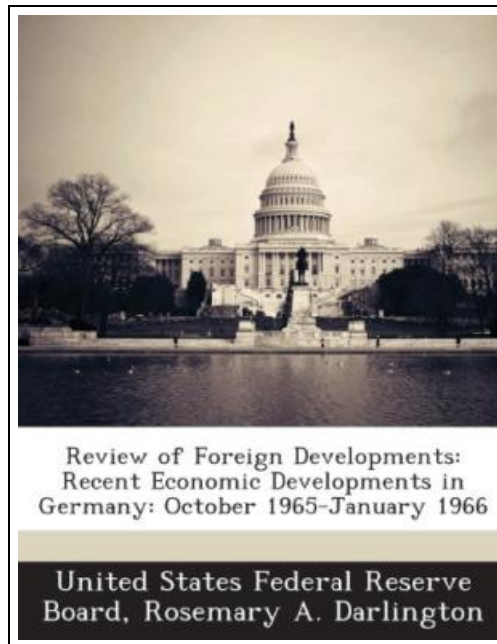 Review of Foreign Developments:
Recent Economic Developments in
Germany: October 1965-January 1966
United States Federal Reserve
Board, Rosemary A. Darlington